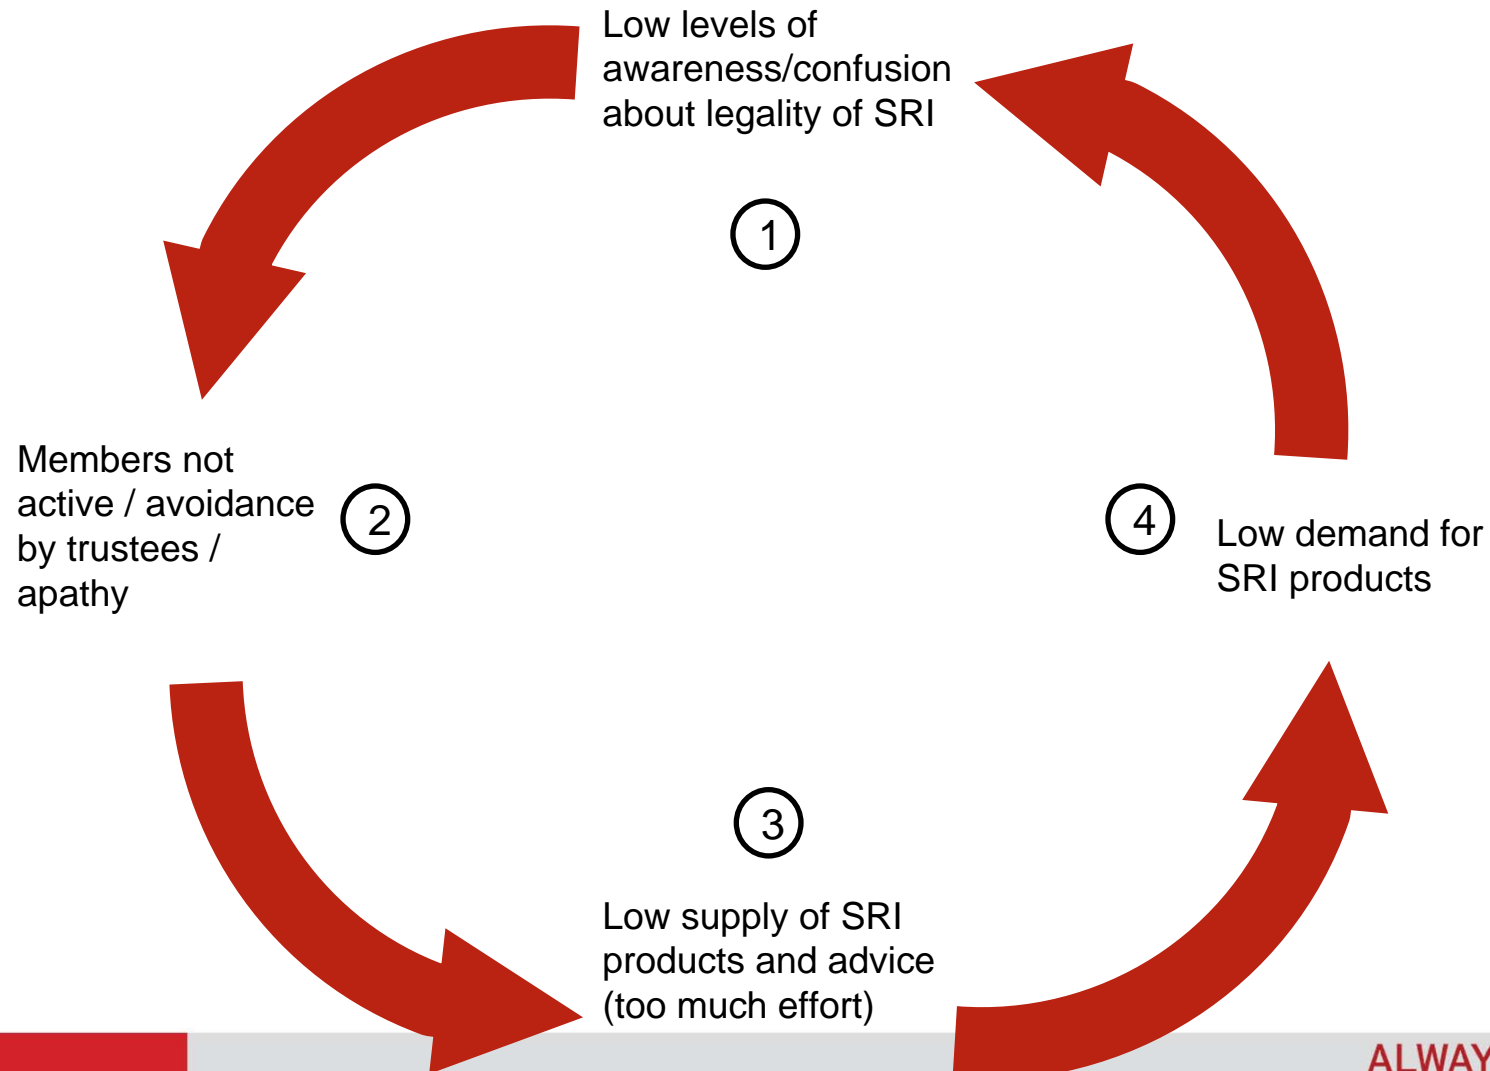 Low levels of
awareness/confusion
about legality of SRI
1
Members not
active / avoidance
by trustees /
apathy
2
3
Low supply of SRI
products and advice
(too much effort)
4
Low demand for
SRI products
ALWAY